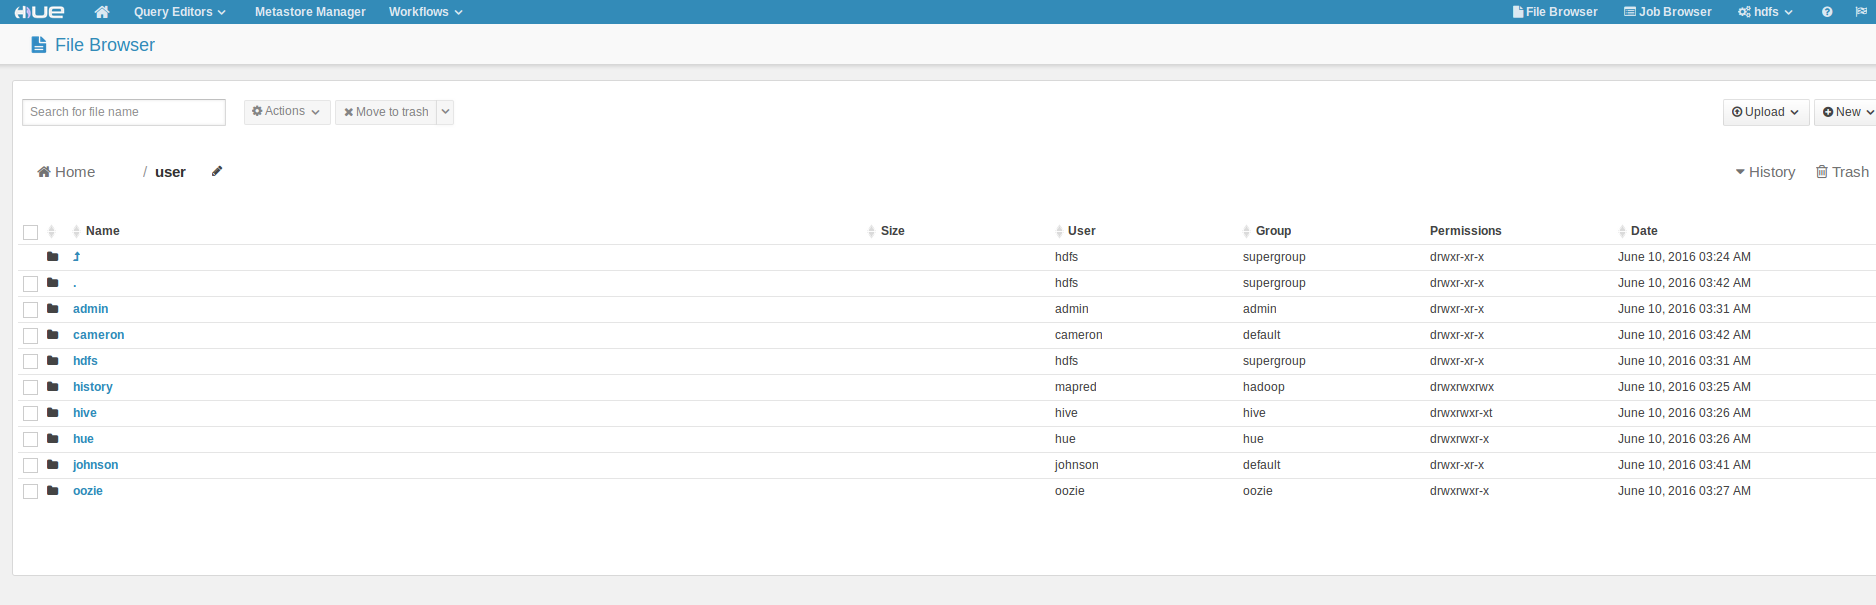 HUE Query Editors Metastore Manager Workflows File Browser Job Browser hdfs
File Browser
Search for file name Actions Move to trash Upload New
Home / user History Trash
Name Size User Group Permissions Date
hdfs supergroup drwxr-xr-x June 10, 2016 03:24 AM
. hdfs supergroup drwxr-xr-x June 10, 2016 03:42 AM
admin admin admin drwxr-xr-x June 10, 2016 03:31 AM
cameron cameron default drwxr-xr-x June 10, 2016 03:42 AM
hdfs hdfs supergroup drwxr-xr-x June 10, 2016 03:31 AM
history mapred hadoop drwxrwxrwx June 10, 2016 03:25 AM
hive hive hive drwxrwxr-xt June 10, 2016 03:26 AM
hue hue hue drwxrwxr-x June 10, 2016 03:26 AM
johnson johnson default drwxr-xr-x June 10, 2016 03:41 AM
oozie oozie oozie drwxrwxr-x June 10, 2016 03:27 AM